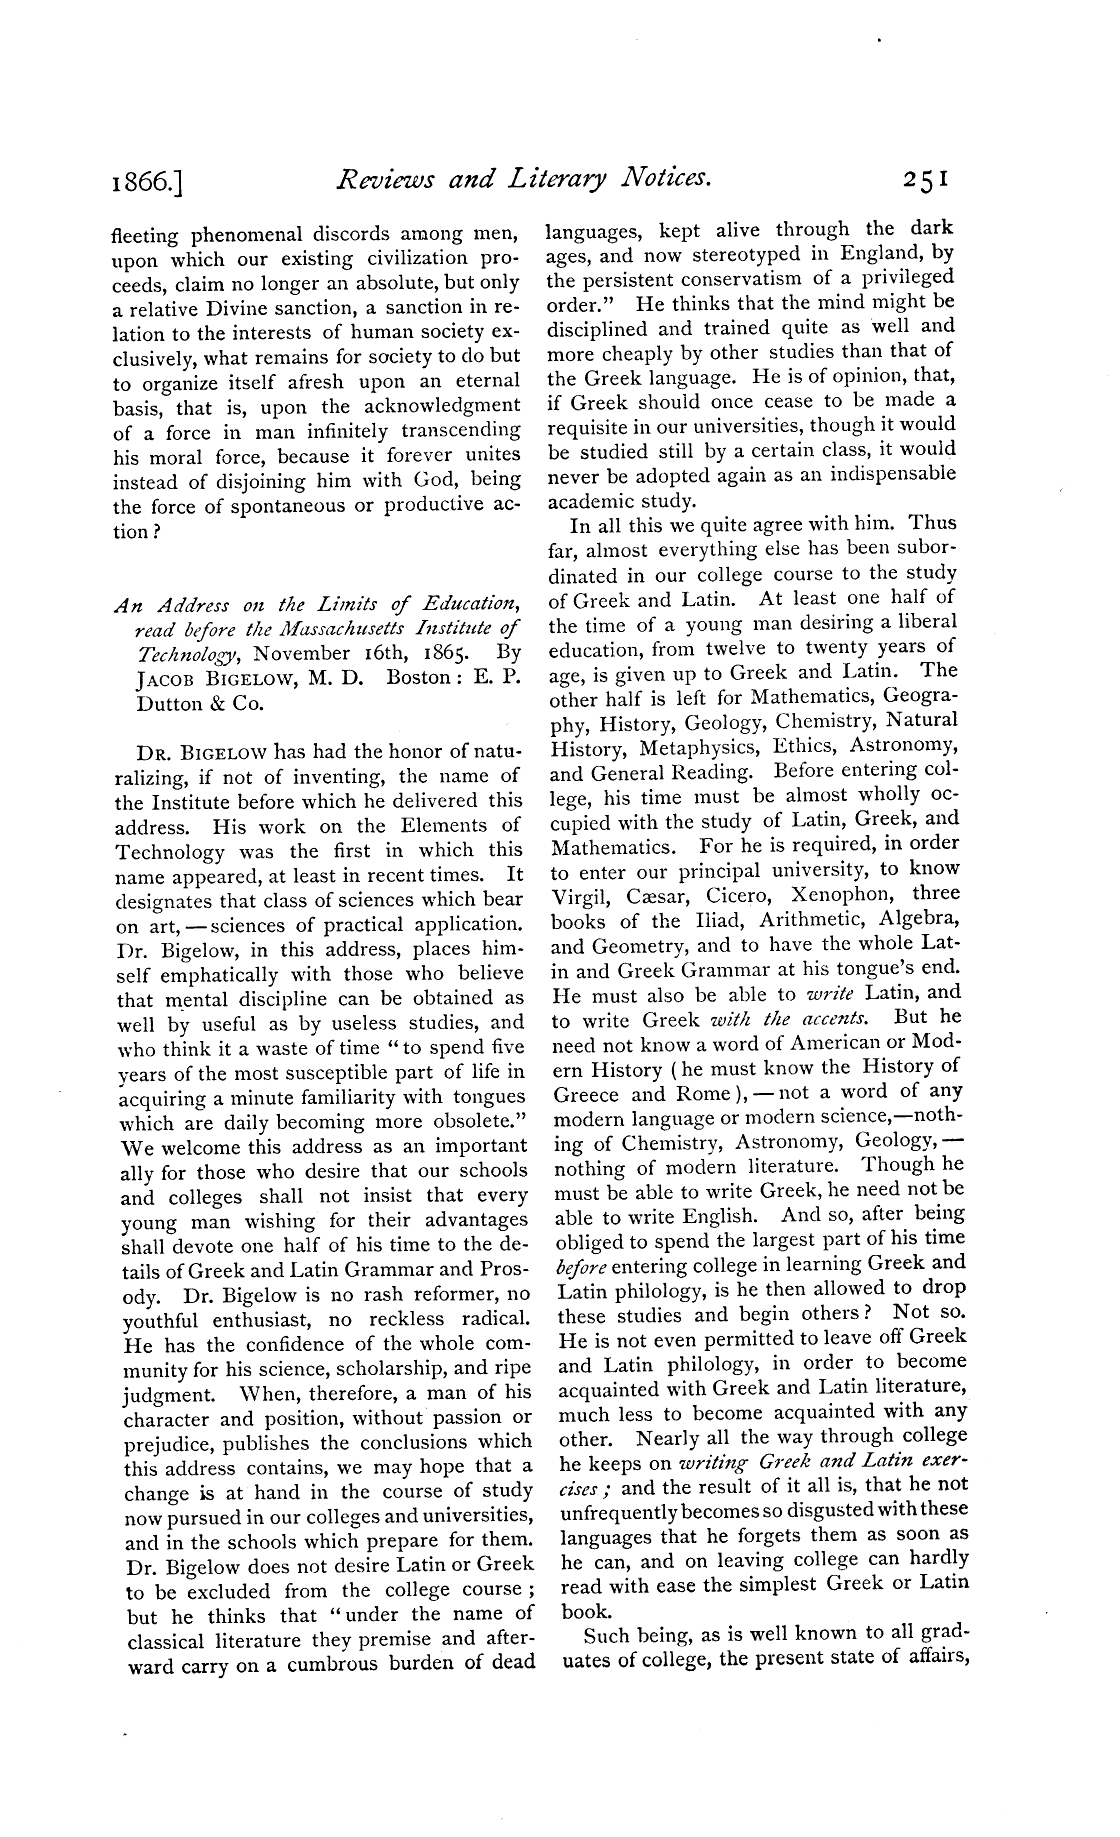 1866.] Reviews and Literary Notices. 251
fleeting phenomenal discords among men,
upon which our existing civilization pro-
ceeds, claim no longer an absolute, but only
a relative Divine sanction, a sanction in re-
lation to the interests of human society ex-
clusively, what remains for society to do but
to organize itself afresh upon an eternal
basis, that is, upon the acknowledgment
of a force in man infinitely transcending
his moral force, because it forever unites
instead of disjoining him with God, being
the force of spontaneous or productive ac-
tion?
An Address on the Limits of Education,
read before the Massachusetts Institute of
Technology, November 16th, 1865. By
JACOB BIGELOW, M. D. Boston: E. P.
Dutton & Co.
DR. BIGELOW has had the honor of natu-
ralizing, if not of inventing, the name of
the Institute before which he delivered this
address. His work on the Elements of
Technology was the first in which this
name appeared, at least in recent times. It
designates that class of sciences which bear
on art,—sciences of practical application.
Dr. Bigelow, in this address, places him-
self emphatically with those who believe
that mental discipline can be obtained as
well by useful as by useless studies, and
who think it a waste of time "to spend five
years of the most susceptible part of life in
acquiring a minute familiarity with tongues
which are daily becoming more obsolete."
We welcome this address as an important
ally for those who desire that our schools
and colleges shall not insist that every
young man wishing for their advantages
shall devote one half of his time to the de-
tails of Greek and Latin Grammar and Pros-
ody. Dr. Bigelow is no rash reformer, no
youthful enthusiast, no reckless radical.
He has the confidence of the whole com-
munity for his science, scholarship, and ripe
judgment. When, therefore, a man of his
character and position, without passion or
prejudice, publishes the conclusions which
this address contains, we may hope that a
change is at hand in the course of study
now pursued in our colleges and universities,
and in the schools which prepare for them.
Dr. Bigelow does not desire Latin or Greek
to be excluded from the college course;
but he thinks that "under the name of
classical literature they premise and after-
ward carry on a cumbrous burden of dead
languages, kept alive through the dark
ages, and now stereotyped in England, by
the persistent conservatism of a privileged
order." He thinks that the mind might be
disciplined and trained quite as well and
more cheaply by other studies than that of
the Greek language. He is of opinion, that,
if Greek should once cease to be made a
requisite in our universities, though it would
be studied still by a certain class, it would
never be adopted again as an indispensable
academic study.
In all this we quite agree with him. Thus
far, almost everything else has been subor-
dinated in our college course to the study
of Greek and Latin. At least one half of
the time of a young man desiring a liberal
education, from twelve to twenty years of
age, is given up to Greek and Latin. The
other half is left for Mathematics, Geogra-
phy, History, Geology, Chemistry, Natural
History, Metaphysics, Ethics, Astronomy,
and General Reading. Before entering col-
lege, his time must be almost wholly oc-
cupied with the study of Latin, Greek, and
Mathematics. For he is required, in order
to enter our principal university, to know
Virgil, Cæsar, Cicero, Xenophon, three
books of the Iliad, Arithmetic, Algebra,
and Geometry, and to have the whole Lat-
in and Greek Grammar at his tongue's end.
He must also be able to write Latin, and
to write Greek with the accents. But he
need not know a word of American or Mod-
ern History (he must know the History of
Greece and Rome),—not a word of any
modern language or modern science,—noth-
ing of Chemistry, Astronomy, Geology,—
nothing of modern literature. Though he
must be able to write Greek, he need not be
able to write English. And so, after being
obliged to spend the largest part of his time
before entering college in learning Greek and
Latin philology, is he then allowed to drop
these studies and begin others? Not so.
He is not even permitted to leave off Greek
and Latin philology, in order to become
acquainted with Greek and Latin literature,
much less to become acquainted with any
other. Nearly all the way through college
he keeps on writing Greek and Latin exer-
cises; and the result of it all is, that he not
unfrequently becomes so disgusted with these
languages that he forgets them as soon as
he can, and on leaving college can hardly
read with ease the simplest Greek or Latin
book.
Such being, as is well known to all grad-
uates of college, the present state of affairs,